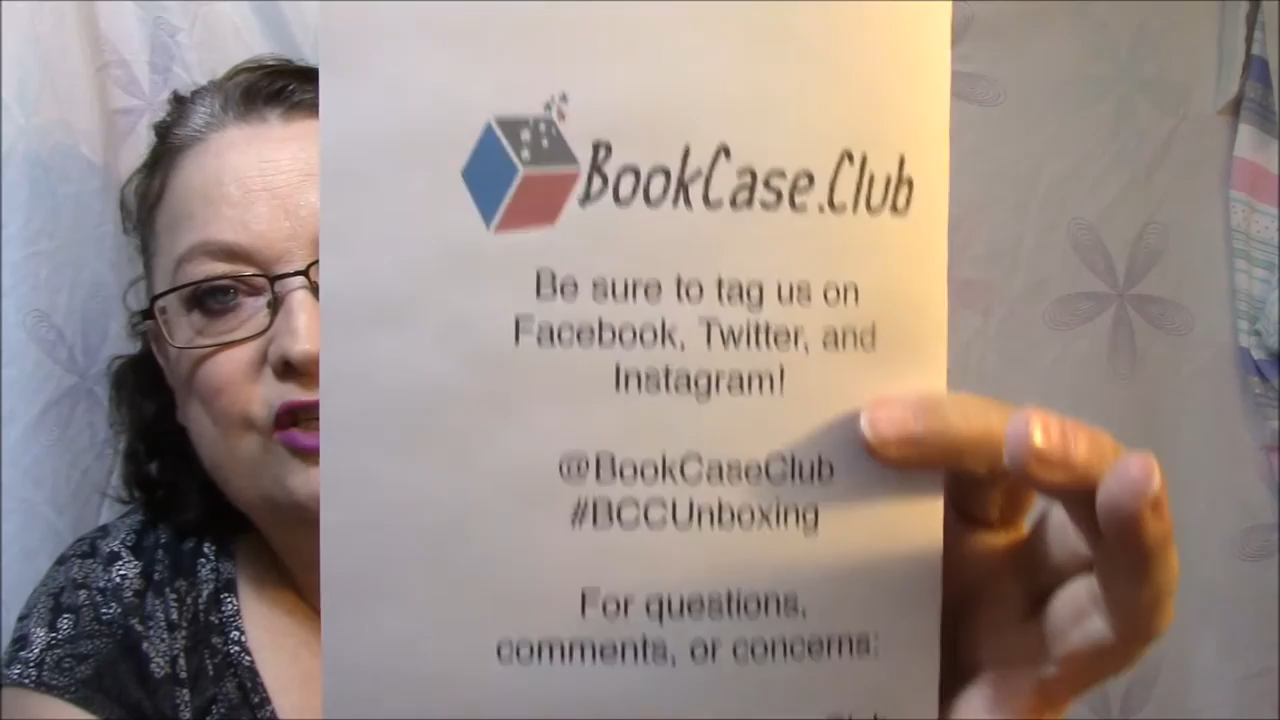 BookCase.Club
Be sure to tag us on
Facebook, Twitter, and
Instagram!
@BookCaseClub
#BCCUnboxing
For questions,
comments, or concerns: